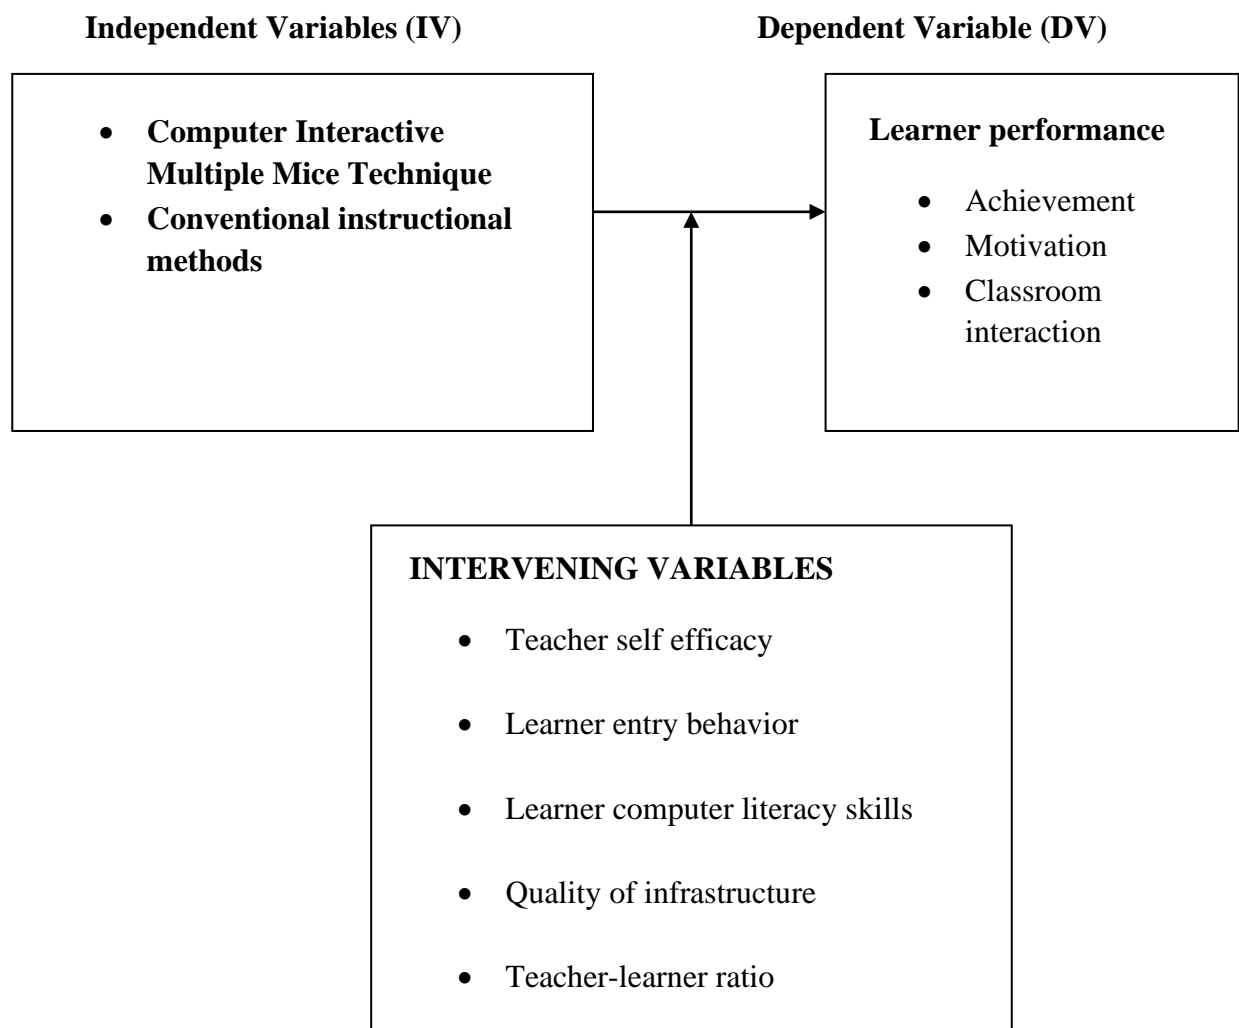 Independent Variables (IV)
Dependent Variable (DV)
• Computer Interactive
Multiple Mice Technique
• Conventional instructional
methods
Learner performance
• Achievement
• Motivation
• Classroom
interaction
INTERVENING VARIABLES
• Teacher self efficacy
• Learner entry behavior
• Learner computer literacy skills
• Quality of infrastructure
• Teacher-learner ratio